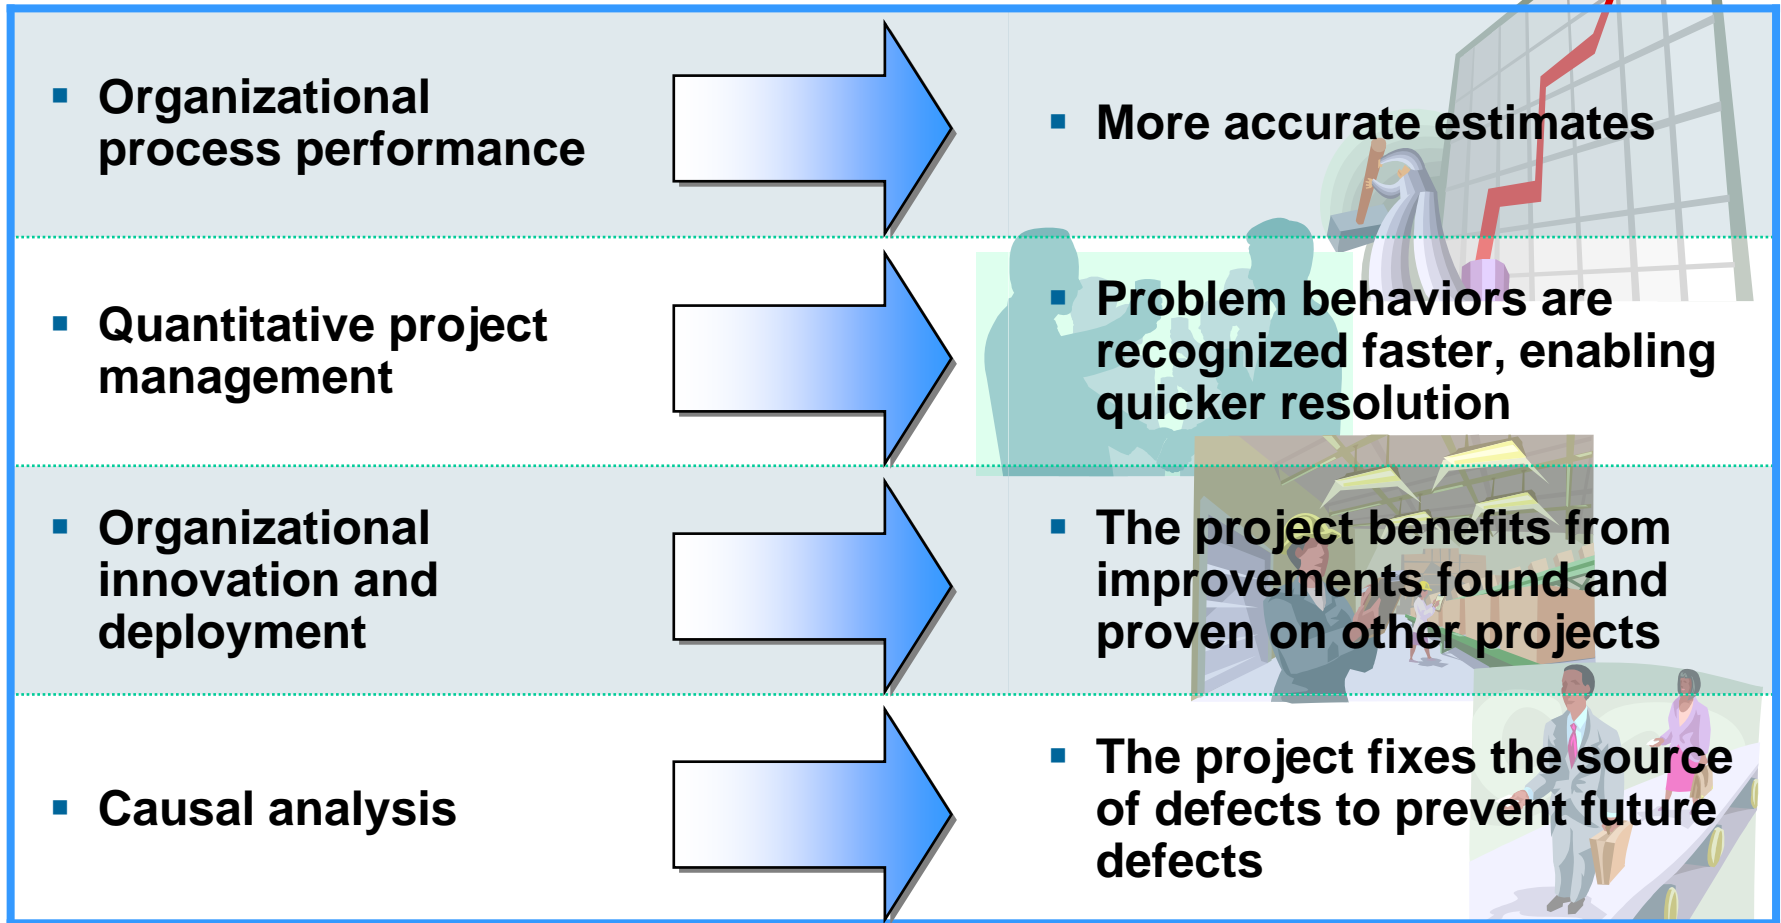 ▪ Organizational
process performance
▪ More accurate estimates
▪ Quantitative project
management
▪ Problem behaviors are
recognized faster, enabling
quicker resolution
▪ Organizational
innovation and
deployment
▪ The project benefits from
improvements found and
proven on other projects
▪ Causal analysis
▪ The project fixes the source
of defects to prevent future
defects